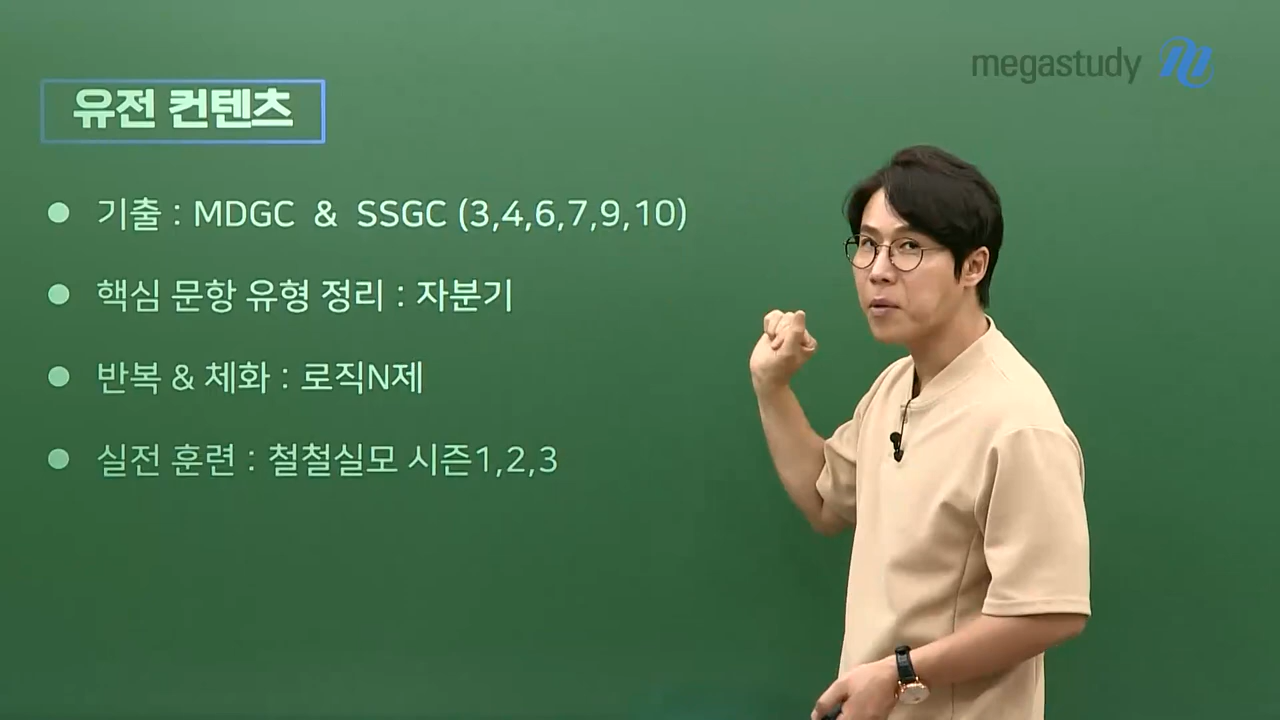 megastudy
유전 컨텐츠
기출 : MDGC & SSGC (3,4,6,7,9,10)
핵심 문항 유형 정리 : 자분기
반복 & 체화 : 로직N제
실전 훈련 : 철철실모 시즌1,2,3